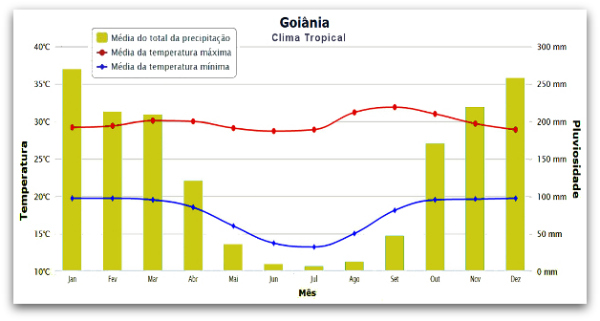 Goiânia
Clima Tropical
Média do total da precipitação
Média da temperatura máxima
Média da temperatura mínima
40°C
35°C
30°C
25°C
20°C
15°C
10°C
Temperatura
300 mm
250 mm
200 mm
150 mm
100 mm
50 mm
0 mm
Pluviosidade
Jan Fev Mar Abr Mai Jun Jul Ago Set Out Nov Dez
Mês